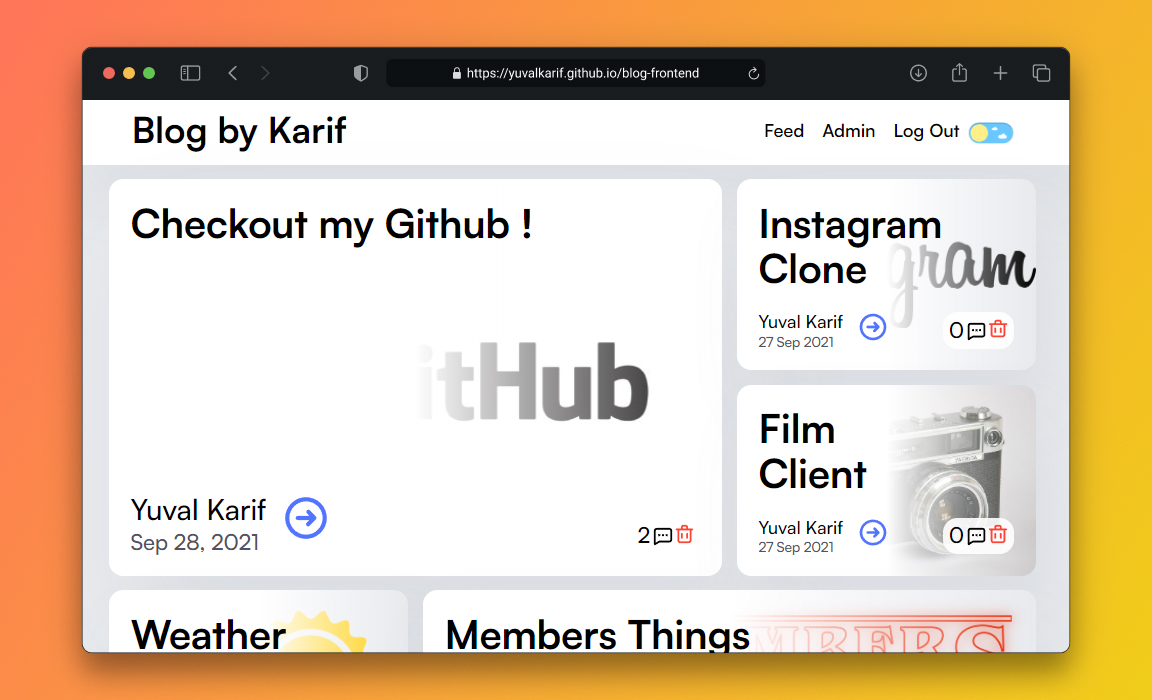 https://yuvalkarif.github.io/blog-frontend
Blog by Karif
Feed Admin Log Out
Checkout my Github !
itHub
Yuval Karif
Sep 28, 2021
2
Instagram
Clone
gram
Yuval Karif
27 Sep 2021
0
Film
Client
Yuval Karif
27 Sep 2021
0
Weather
Members Things
MBERS